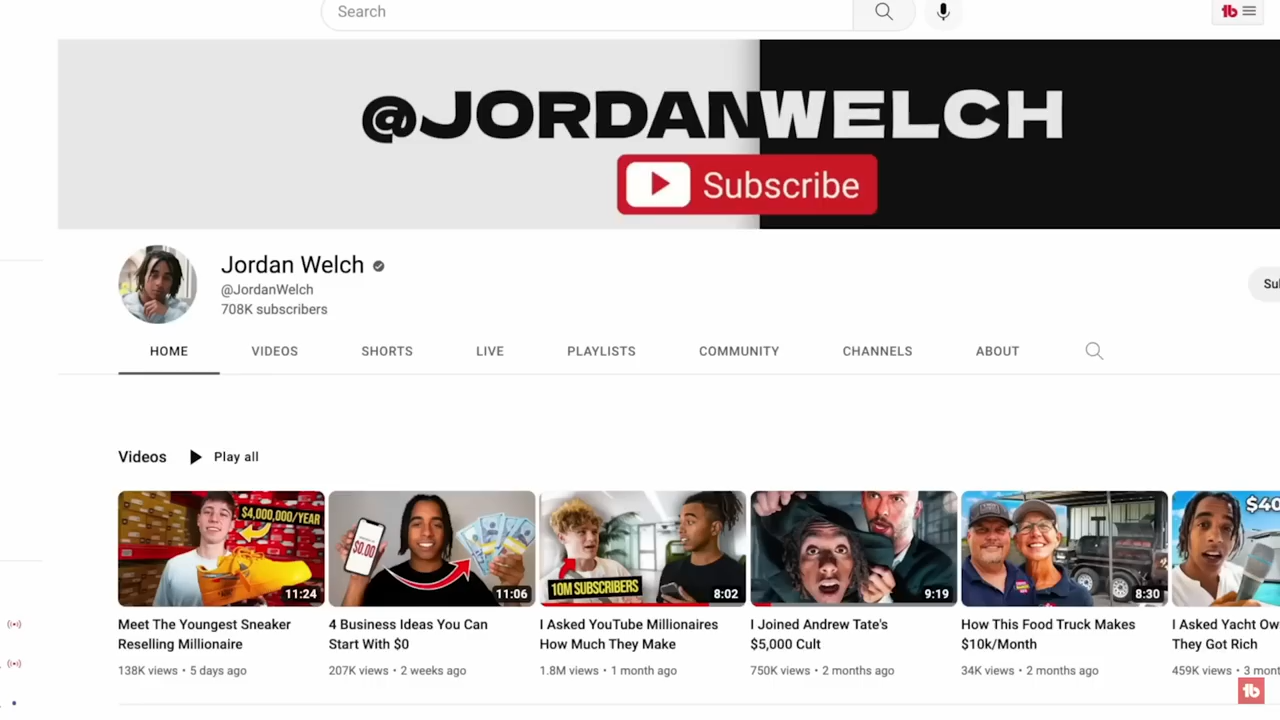 Search
@JORDANWELCH
Subscribe
Jordan Welch
@JordanWelch
708K subscribers
Sul
HOME VIDEOS SHORTS LIVE PLAYLISTS COMMUNITY CHANNELS ABOUT
Videos Play all
$4,000,000/YEAR
11:24
$0.00
11:06
10M SUBSCRIBERS
8:02
9:19
8:30
$40
Meet The Youngest Sneaker
Reselling Millionaire
138K views • 5 days ago
4 Business Ideas You Can
Start With $0
207K views • 2 weeks ago
I Asked YouTube Millionaires
How Much They Make
1.8M views • 1 month ago
I Joined Andrew Tate's
$5,000 Cult
750K views • 2 months ago
How This Food Truck Makes
$10k/Month
34K views • 2 months ago
I Asked Yacht Ow
They Got Rich
459K views • 3 mont
tb